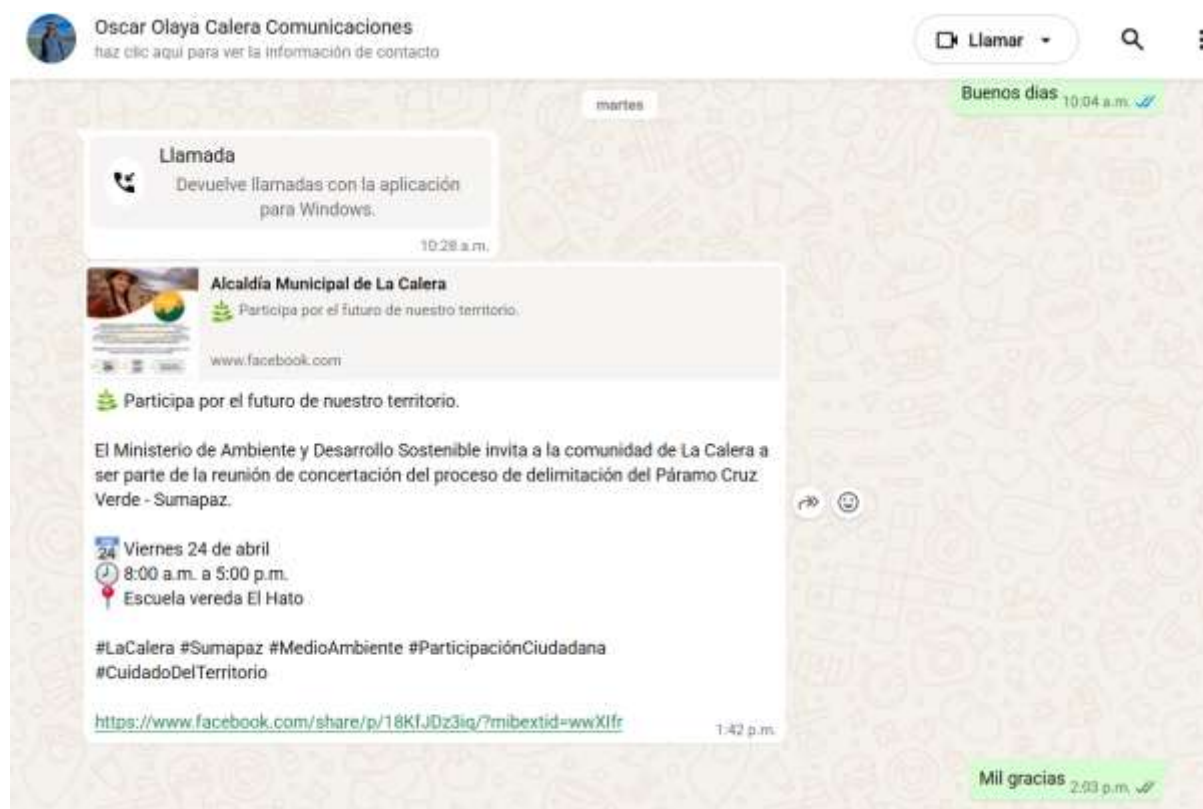 Oscar Olaya Calera Comunicaciones
haz clic aquí para ver la información de contacto
Llamar
Buenos dias 10:04 a.m.
martes
Llamada
Devuelve llamadas con la aplicación
para Windows.
10:28 a.m.
Alcaldía Municipal de La Calera
Participa por el futuro de nuestro territorio.
www.facebook.com
Participa por el futuro de nuestro territorio.
El Ministerio de Ambiente y Desarrollo Sostenible invita a la comunidad de La Calera a
ser parte de la reunión de concertación del proceso de delimitación del Páramo Cruz
Verde - Sumapaz.
24 Viernes 24 de abril
8:00 a.m. a 5:00 p.m.
Escuela vereda El Hato
#LaCalera #Sumapaz #MedioAmbiente #ParticipaciónCiudadana
#CuidadoDelTerritorio
https://www.facebook.com/share/p/18KfJDz3iq/?mibextid=wwXIfr
1:42 p.m.
Mil gracias 2:03 p.m.